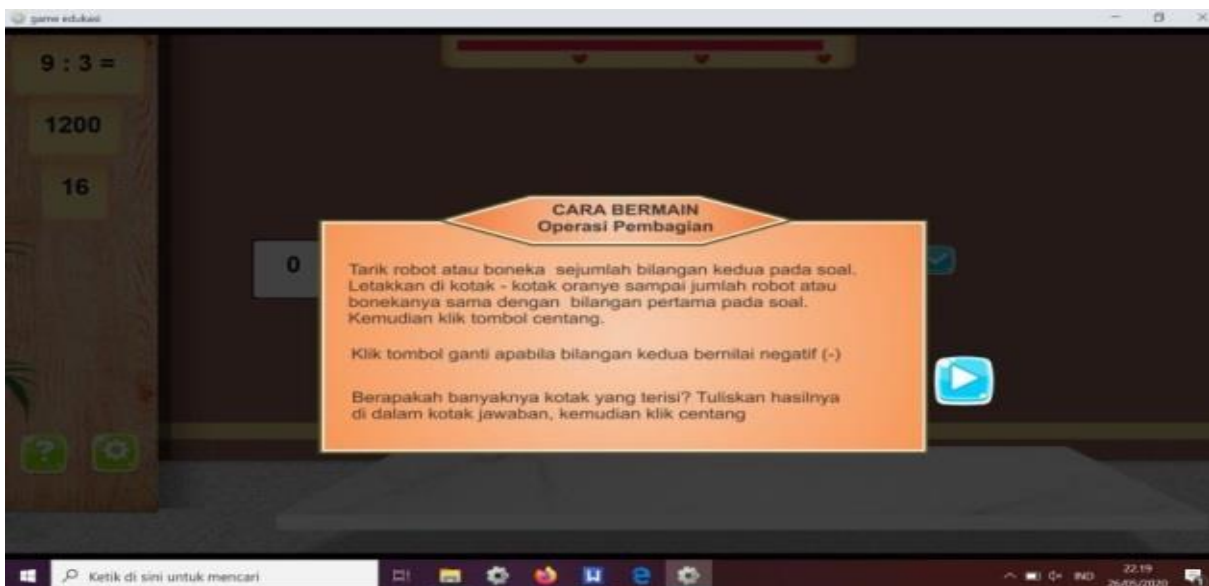 game edukasi
9 : 3 =
1200
16
0
CARA BERMAIN
Operasi Pembagian
Tarik robot atau boneka sejumlah bilangan kedua pada soal.
Letakkan di kotak - kotak oranye sampai jumlah robot atau
bonekanya sama dengan bilangan pertama pada soal.
Kemudian klik tombol centang.
Klik tombol ganti apabila bilangan kedua bernilai negatif (-)
Berapakah banyaknya kotak yang terisi? Tuliskan hasilnya
di dalam kotak jawaban, kemudian klik centang
?
Ketik di sini untuk mencari
IND
22.19
26/05/2020